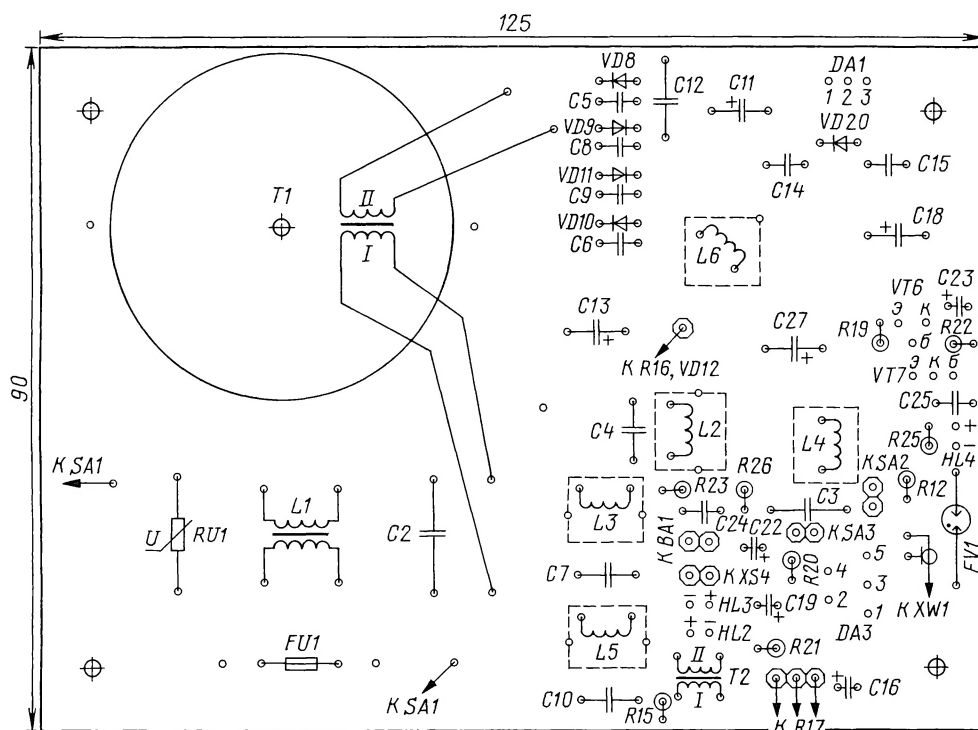 125
90
VD8
C5
VD9
C8
VD11
C9
VD10
C6
C12
C11
+
DA1
1 2 3
VD20
C14
C15
C18
+
T1
II
I
L6
VT6
Э К
б
C23
+
R19
R22
C13
+
C27
+
К R16, VD12
Э К б
VT7
C25
C4
L2
L4
R25
+
−
HL4
К SA1
К SA2
R26
R23
R12
C3
U
RU1
L1
C2
L3
К BA1
C24
C22
+
К SA3
FV1
C7
К XS4
R20
5
4
3
2
1
К XW1
− +
HL3
C19
+
+ −
HL2
DA3
FU1
L5
II
I
T2
R21
К SA1
C10
R15
+
C16
К R17